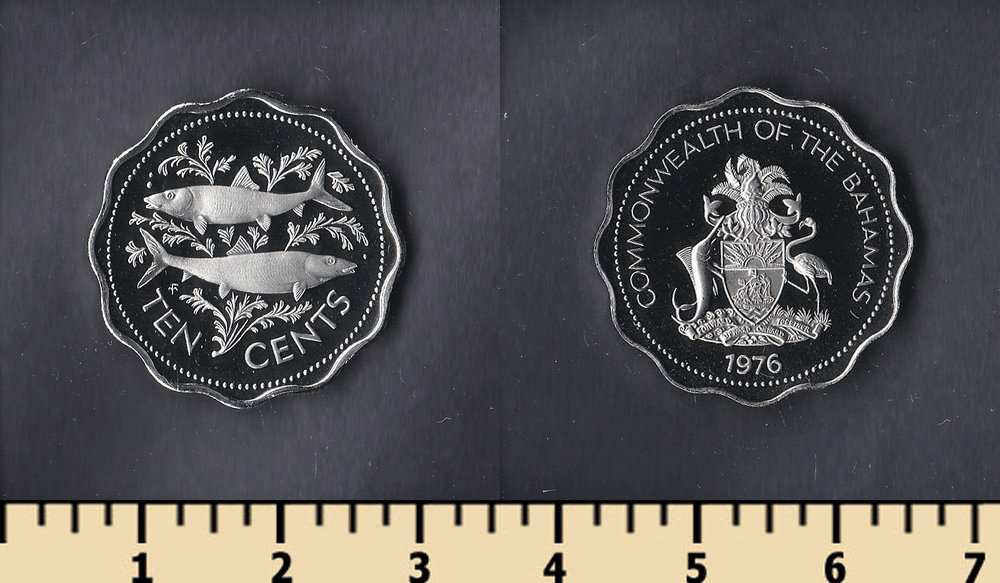 TEN CENTS
COMMONWEALTH OF THE BAHAMAS
1976
1 2 3 4 5 6 7